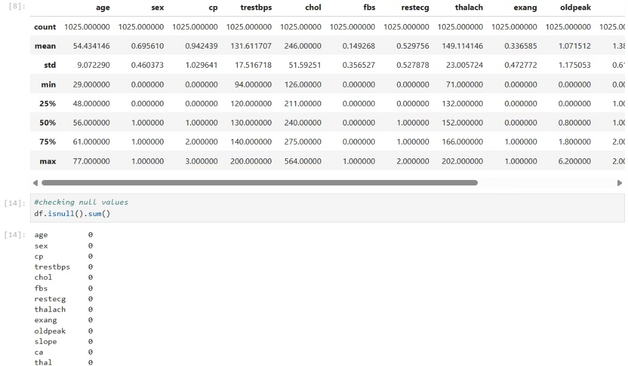 [8]:
age sex cp trestbps chol fbs restecg thalach exang oldpeak
count 1025.000000 1025.000000 1025.000000 1025.000000 1025.00000 1025.000000 1025.000000 1025.000000 1025.000000 1025.000000 1025.00
mean 54.434146 0.695610 0.942439 131.611707 246.00000 0.149268 0.529756 149.114146 0.336585 1.071512 1.38
std 9.072290 0.460373 1.029641 17.516718 51.59251 0.356527 0.527878 23.005724 0.472772 1.175053 0.61
min 29.000000 0.000000 0.000000 94.000000 126.00000 0.000000 0.000000 71.000000 0.000000 0.000000 0.00
25% 48.000000 0.000000 0.000000 120.000000 211.00000 0.000000 0.000000 132.000000 0.000000 0.000000 1.00
50% 56.000000 1.000000 1.000000 130.000000 240.00000 0.000000 1.000000 152.000000 0.000000 0.800000 1.00
75% 61.000000 1.000000 2.000000 140.000000 275.00000 0.000000 1.000000 166.000000 1.000000 1.800000 2.00
max 77.000000 1.000000 3.000000 200.000000 564.00000 1.000000 2.000000 202.000000 1.000000 6.200000 2.00
[14]: #checking null values
df.isnull().sum()
[14]: age 0
sex 0
cp 0
trestbps 0
chol 0
fbs 0
restecg 0
thalach 0
exang 0
oldpeak 0
slope 0
ca 0
thal 0